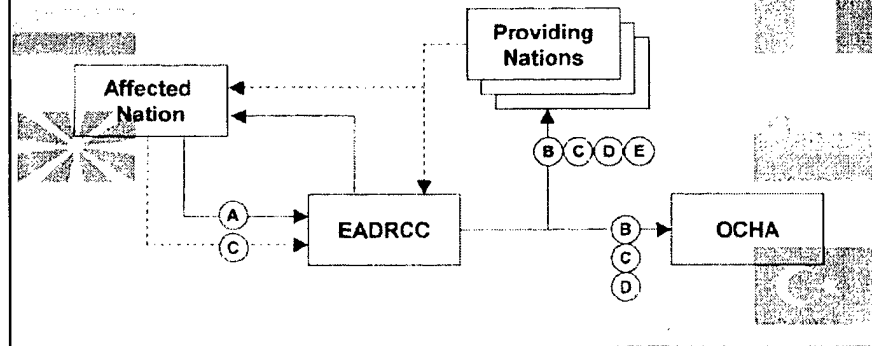 Providing
Nations
Affected
Nation
B C D E
A
C
EADRCC
B
C
D
OCHA